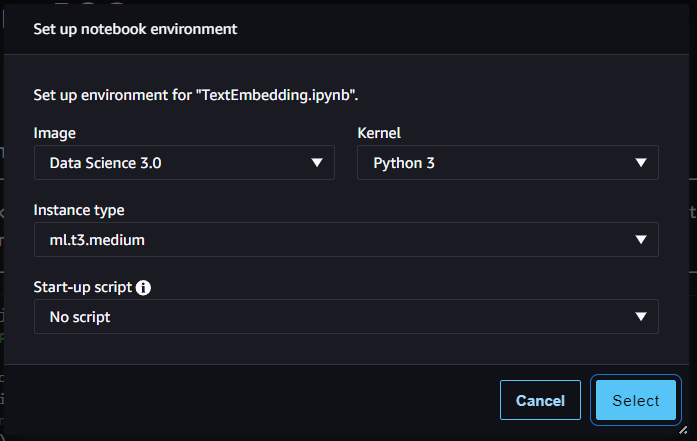 Set up notebook environment
Set up environment for "TextEmbedding.ipynb".
Image
Kernel
Data Science 3.0
Python 3
Instance type
ml.t3.medium
Start-up script
No script
Cancel
Select